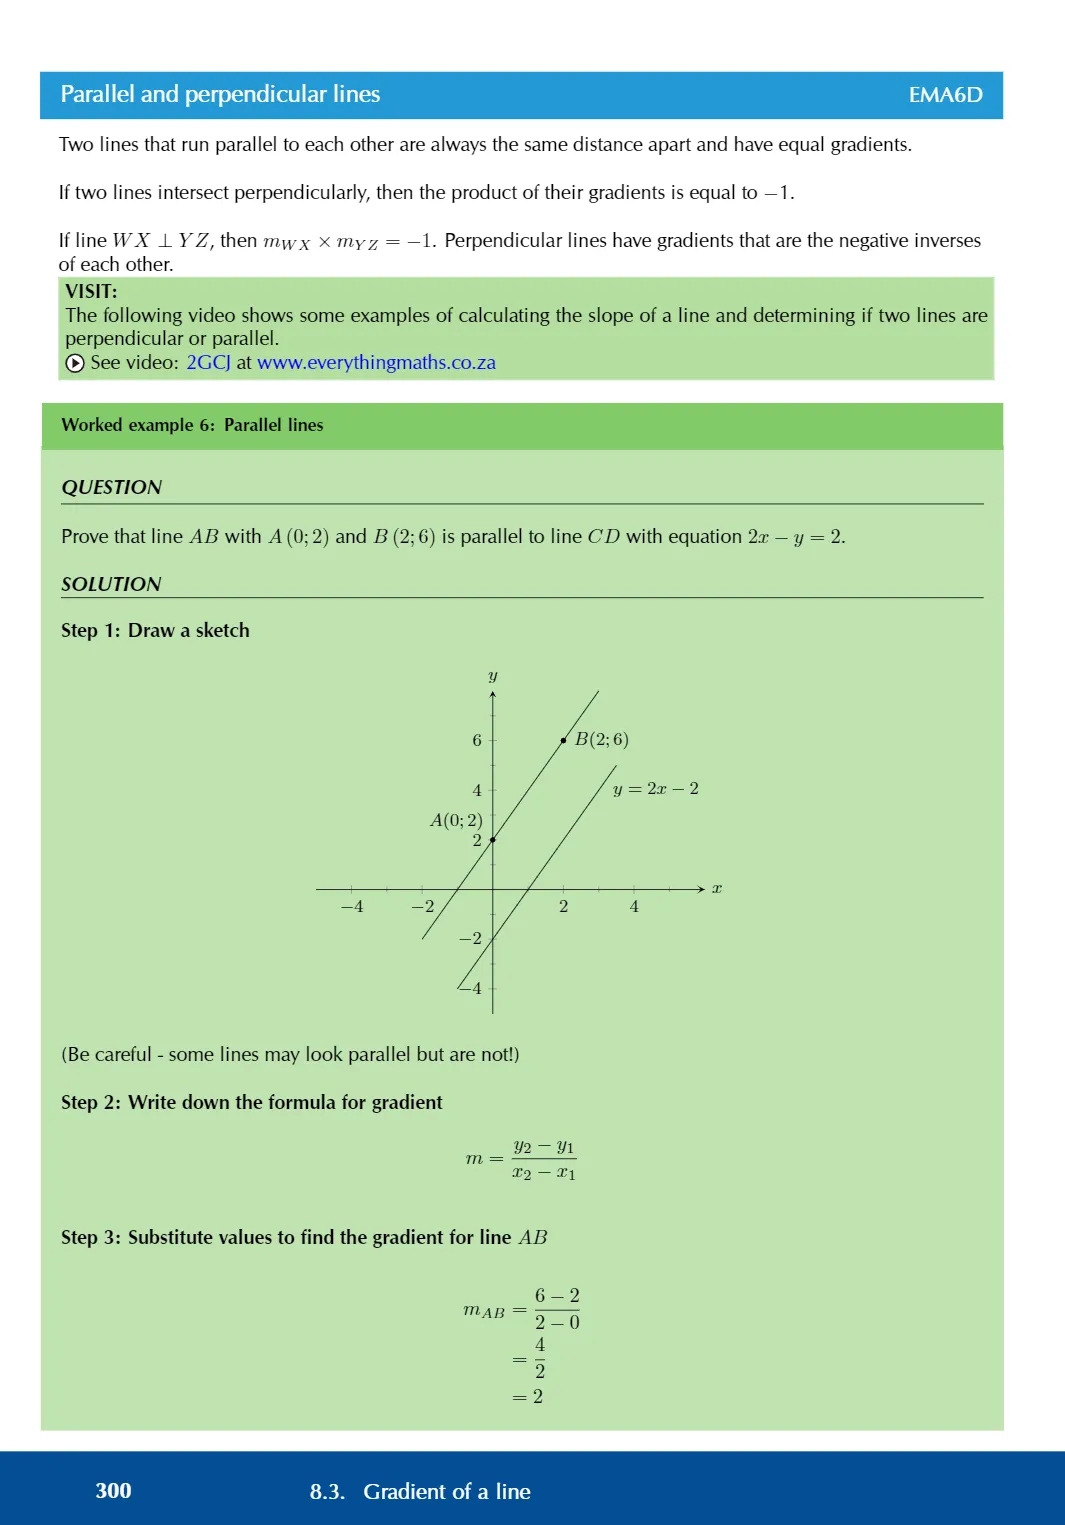 Parallel and perpendicular lines EMA6D
Two lines that run parallel to each other are always the same distance apart and have equal gradients.
If two lines intersect perpendicularly, then the product of their gradients is equal to −1.
If line WX ⊥ YZ, then m_{WX} × m_{YZ} = −1. Perpendicular lines have gradients that are the negative inverses
of each other.
VISIT:
The following video shows some examples of calculating the slope of a line and determining if two lines are
perpendicular or parallel.
See video: 2GCJ at www.everythingmaths.co.za
Worked example 6: Parallel lines
QUESTION
Prove that line AB with A (0; 2) and B (2; 6) is parallel to line CD with equation 2x − y = 2.
SOLUTION
Step 1: Draw a sketch
y
6
B(2; 6)
4
y = 2x − 2
A(0; 2)
2
x
−4 −2 2 4
−2
−4
(Be careful - some lines may look parallel but are not!)
Step 2: Write down the formula for gradient
m = \frac{y_2 − y_1}{x_2 − x_1}
Step 3: Substitute values to find the gradient for line AB
m_{AB} = \frac{6 − 2}{2 − 0}
= \frac{4}{2}
= 2
300 8.3. Gradient of a line